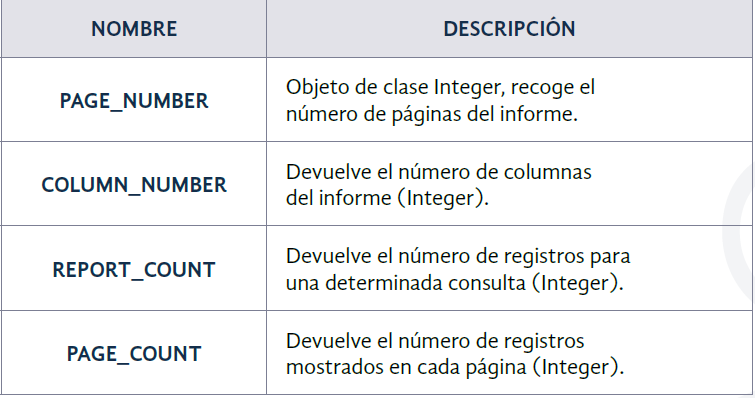 NOMBRE
DESCRIPCIÓN
PAGE_NUMBER
Objeto de clase Integer, recoge el
número de páginas del informe.
COLUMN_NUMBER
Devuelve el número de columnas
del informe (Integer).
REPORT_COUNT
Devuelve el número de registros para
una determinada consulta (Integer).
PAGE_COUNT
Devuelve el número de registros
mostrados en cada página (Integer).